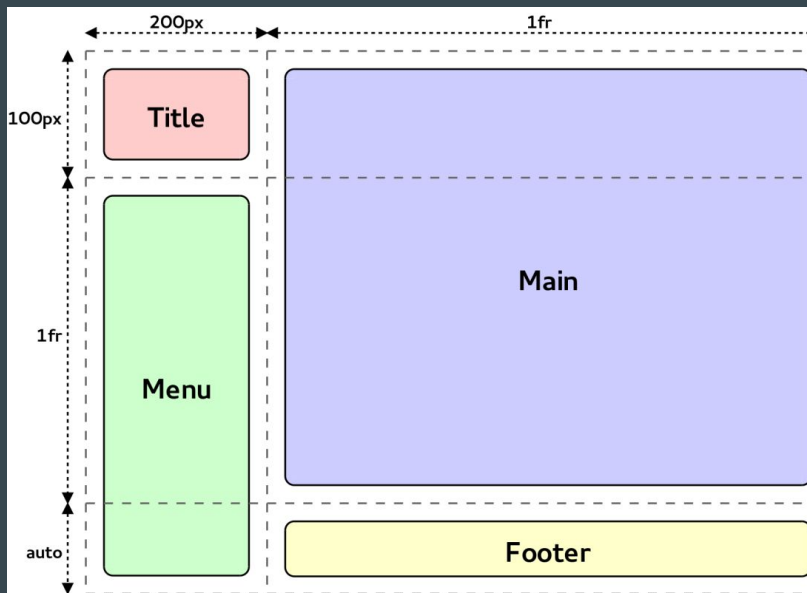 200px
1fr
100px
Title
Main
1fr
Menu
auto
Footer